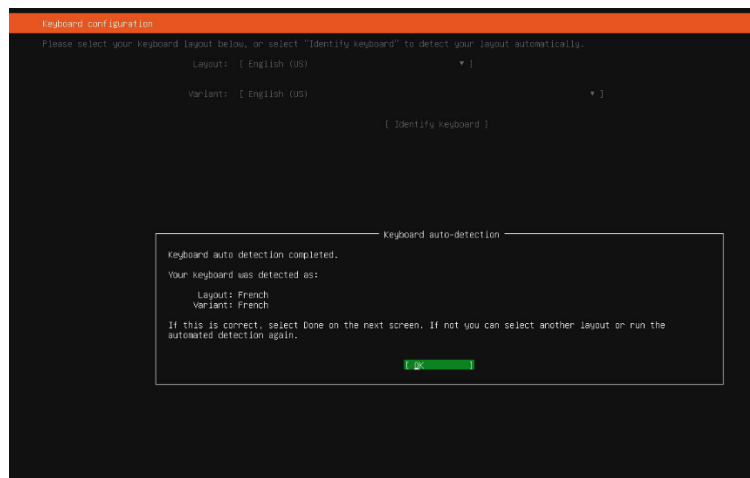 Keyboard configuration
Please select your keyboard layout below, or select "Identify keyboard" to detect your layout automatically.
Layout: [ English (US) ▼ ]
Variant: [ English (US) ▼ ]
[ Identify keyboard ]
Keyboard auto-detection
Keyboard auto detection completed.
Your keyboard was detected as:
Layout: French
Variant: French
If this is correct, select Done on the next screen. If not you can select another layout or run the
automated detection again.
[ OK ]